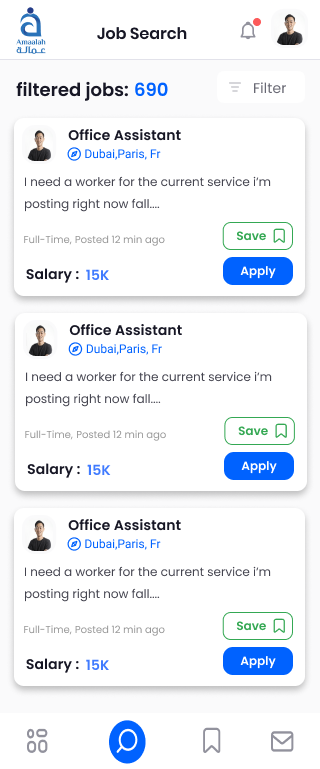 Amaalah
عمالة
Job Search
filtered jobs: 690
Filter
Office Assistant
Dubai,Paris, Fr
I need a worker for the current service i’m
posting right now fall....
Full-Time, Posted 12 min ago
Save
Salary : 15K
Apply
Office Assistant
Dubai,Paris, Fr
I need a worker for the current service i’m
posting right now fall....
Full-Time, Posted 12 min ago
Save
Salary : 15K
Apply
Office Assistant
Dubai,Paris, Fr
I need a worker for the current service i’m
posting right now fall....
Full-Time, Posted 12 min ago
Save
Salary : 15K
Apply